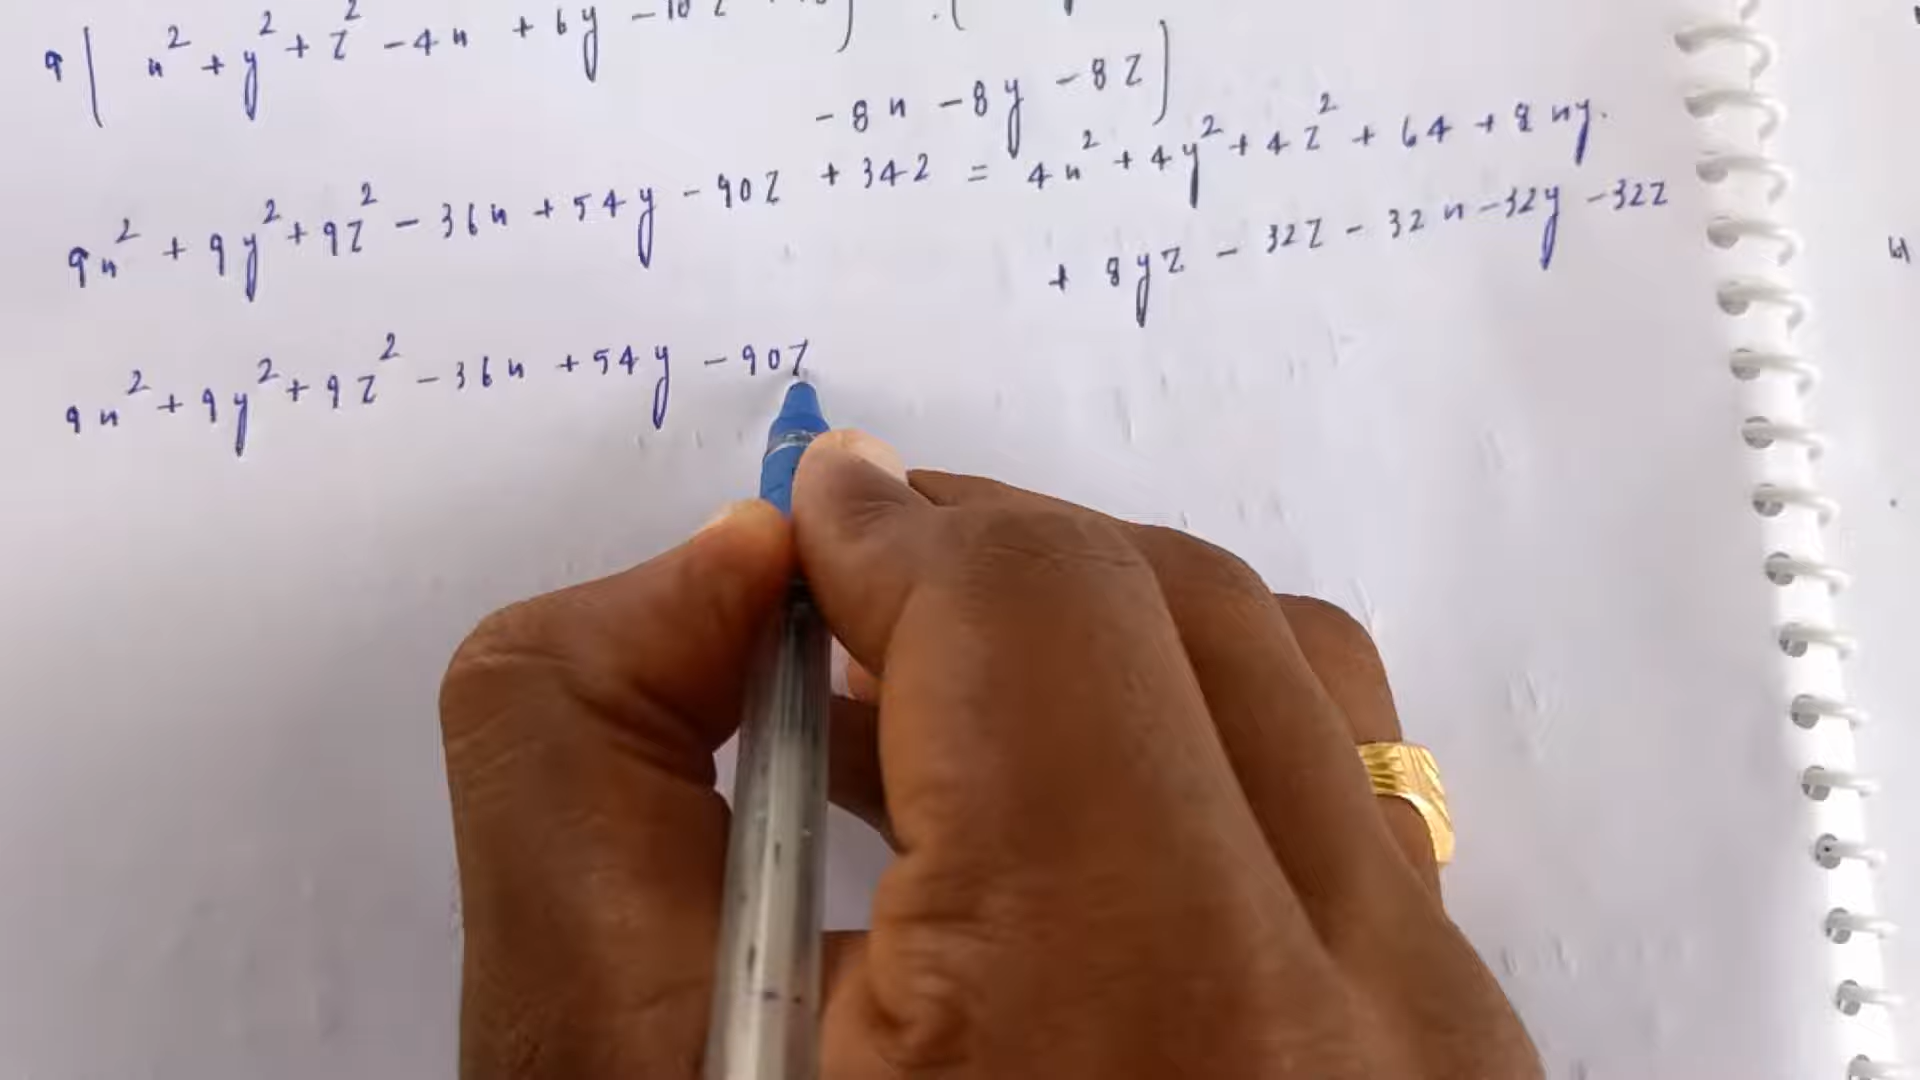 9[ x² + y² + z² - 4x + 6y - 10z
- 8x - 8y - 8z]
9x² + 9y² + 9z² - 36x + 54y - 90z + 342 = 4x² + 4y² + 4z² + 64 + 8xy.
+ 8yz - 32z - 32x - 32y - 32z
9x² + 9y² + 9z² - 36x + 54y - 90z